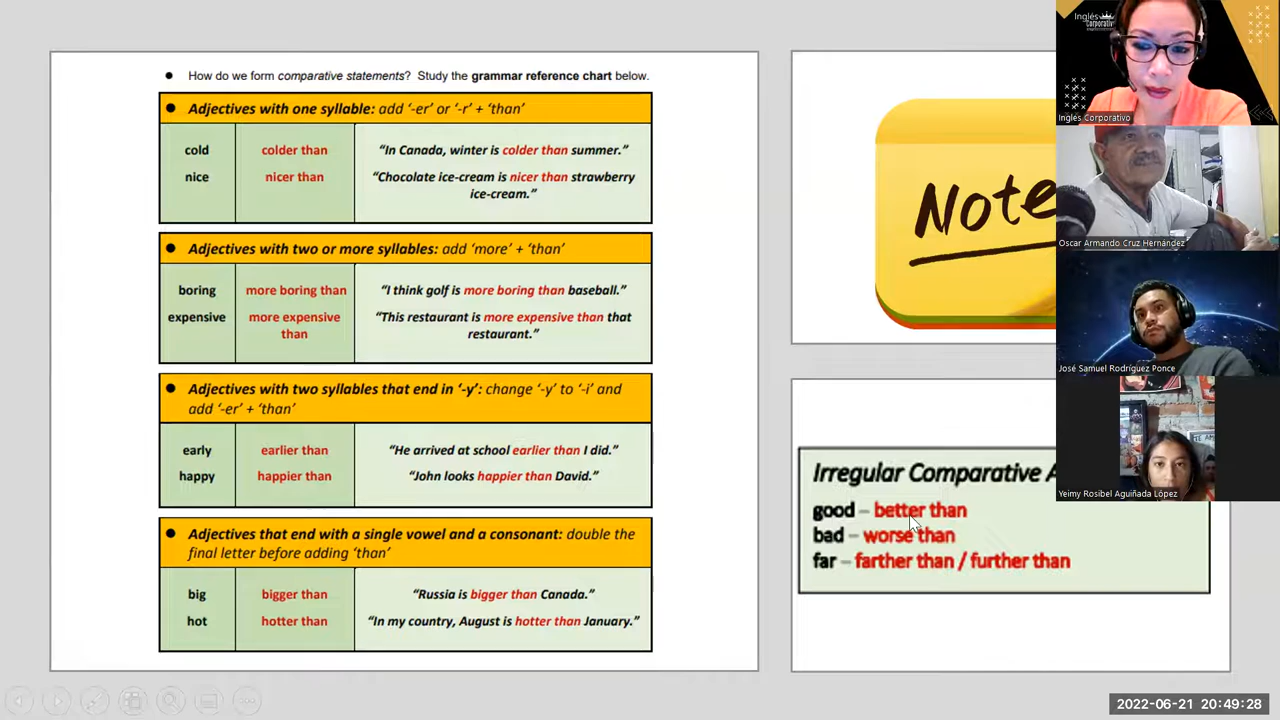 ● How do we form comparative statements? Study the grammar reference chart below.
● Adjectives with one syllable: add ‘-er’ or ‘-r’ + ‘than’
cold colder than “In Canada, winter is colder than summer.”
nice nicer than “Chocolate ice-cream is nicer than strawberry
ice-cream.”
● Adjectives with two or more syllables: add ‘more’ + ‘than’
boring more boring than “I think golf is more boring than baseball.”
expensive more expensive “This restaurant is more expensive than that
than restaurant.”
● Adjectives with two syllables that end in ‘-y’: change ‘-y’ to ‘-i’ and
add ‘-er’ + ‘than’
early earlier than “He arrived at school earlier than I did.”
happy happier than “John looks happier than David.”
● Adjectives that end with a single vowel and a consonant: double the
final letter before adding ‘than’
big bigger than “Russia is bigger than Canada.”
hot hotter than “In my country, August is hotter than January.”
Note
Irregular Comparative A
good – better than
bad – worse than
far – farther than / further than
Inglés
Corporativo
Inglés Corporativo
Oscar Armando Cruz Hernández
José Samuel Rodríguez Ponce
Yeimy Rosibel Aguiñada López
2022-06-21 20:49:28